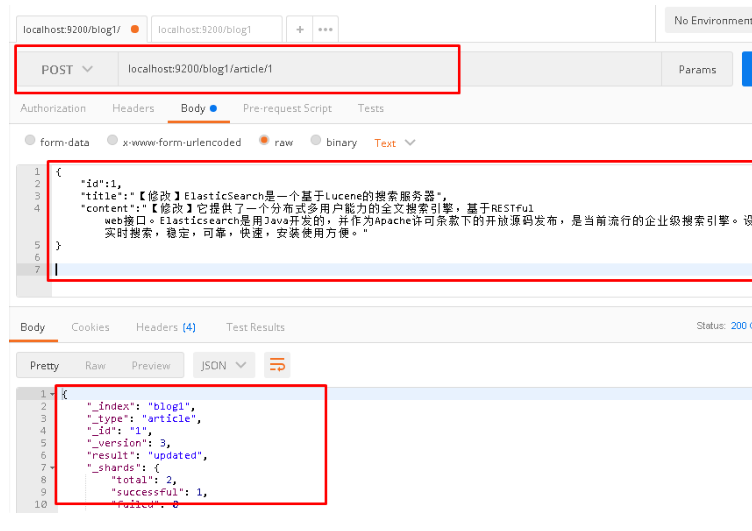 localhost:9200/blog1/ localhost:9200/blog1 + ••• No Environment
POST localhost:9200/blog1/article/1 Params
Authorization Headers Body Pre-request Script Tests
form-data x-www-form-urlencoded raw binary Text
1 {
2 "id":1,
3 "title":"【修改】ElasticSearch是一个基于Lucene的搜索服务器",
4 "content":"【修改】它提供了一个分布式多用户能力的全文搜索引擎，基于RESTful
web接口。Elasticsearch是用Java开发的，并作为Apache许可条款下的开放源码发布，是当前流行的企业级搜索引擎。设
实时搜索，稳定，可靠，快速，安装使用方便。"
5 }
6
7
Body Cookies Headers (4) Test Results Status: 200
Pretty Raw Preview JSON
1 {
2 "_index": "blog1",
3 "_type": "article",
4 "_id": "1",
5 "_version": 3,
6 "result": "updated",
7 "_shards": {
8 "total": 2,
9 "successful": 1,
10 "failed": 0